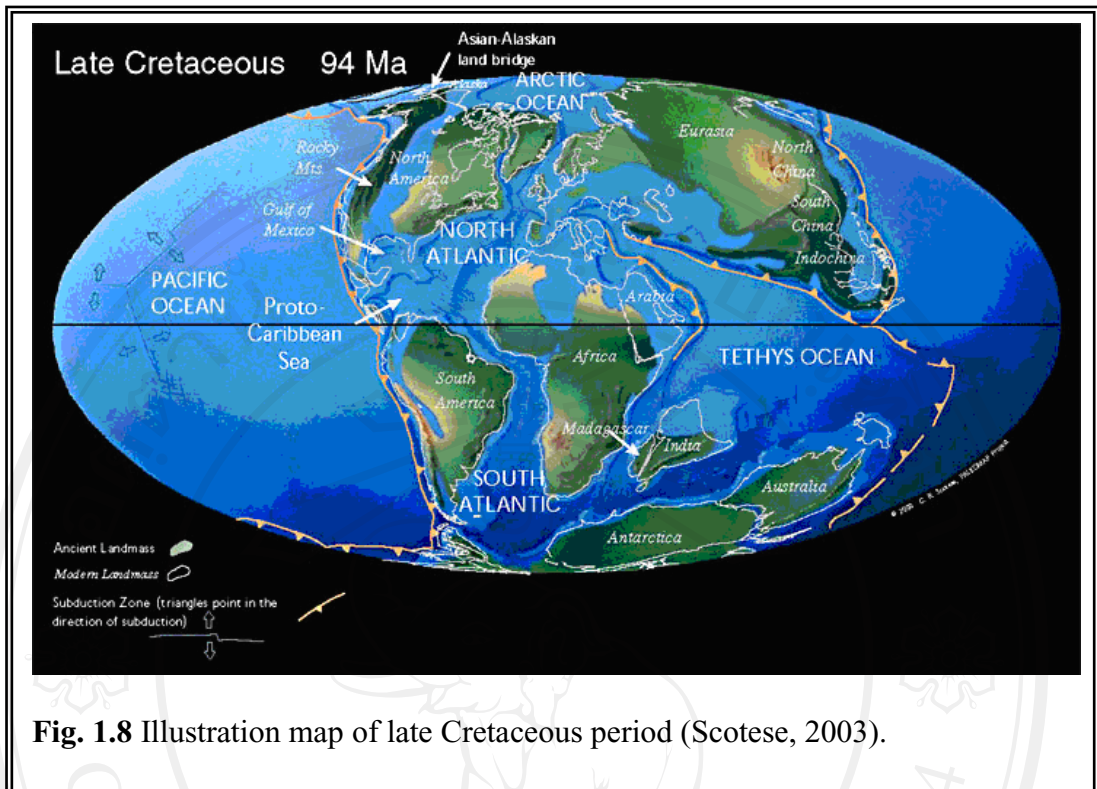 Late Cretaceous 94 Ma
Asian-Alaskan
land bridge
Alaska
ARCTIC
OCEAN
Rocky
Mts.
North
America
Eurasia
North
China
Gulf of
Mexico
South
China
NORTH
ATLANTIC
Indochina
PACIFIC
OCEAN
Arabia
Proto-
Caribbean
Sea
Africa
TETHYS OCEAN
South
America
Madagascar
India
SOUTH
ATLANTIC
Australia
Antarctica
PALEOMAP Project
Ancient Landmass
Modern Landmass
Subduction Zone (triangles point in the
direction of subduction)
Fig. 1.8 Illustration map of late Cretaceous period (Scotese, 2003).